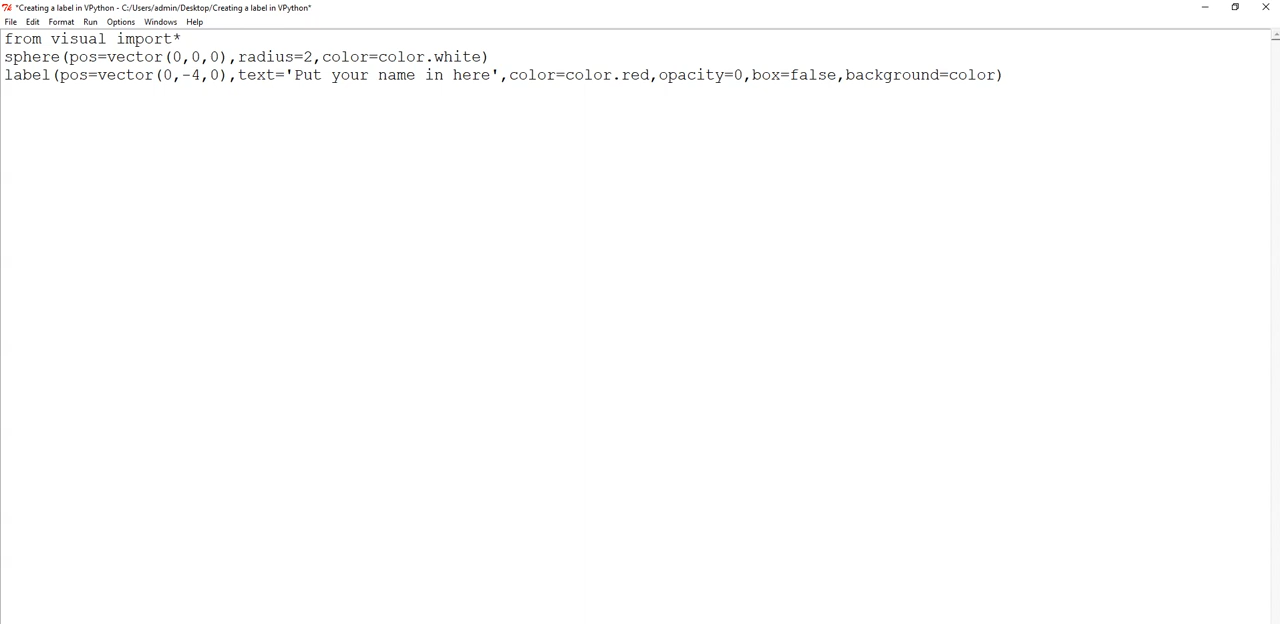 *Creating a label in VPython - C:/Users/admin/Desktop/Creating a label in VPython*
File Edit Format Run Options Windows Help
from visual import*
sphere(pos=vector(0,0,0),radius=2,color=color.white)
label(pos=vector(0,-4,0),text='Put your name in here',color=color.red,opacity=0,box=false,background=color)